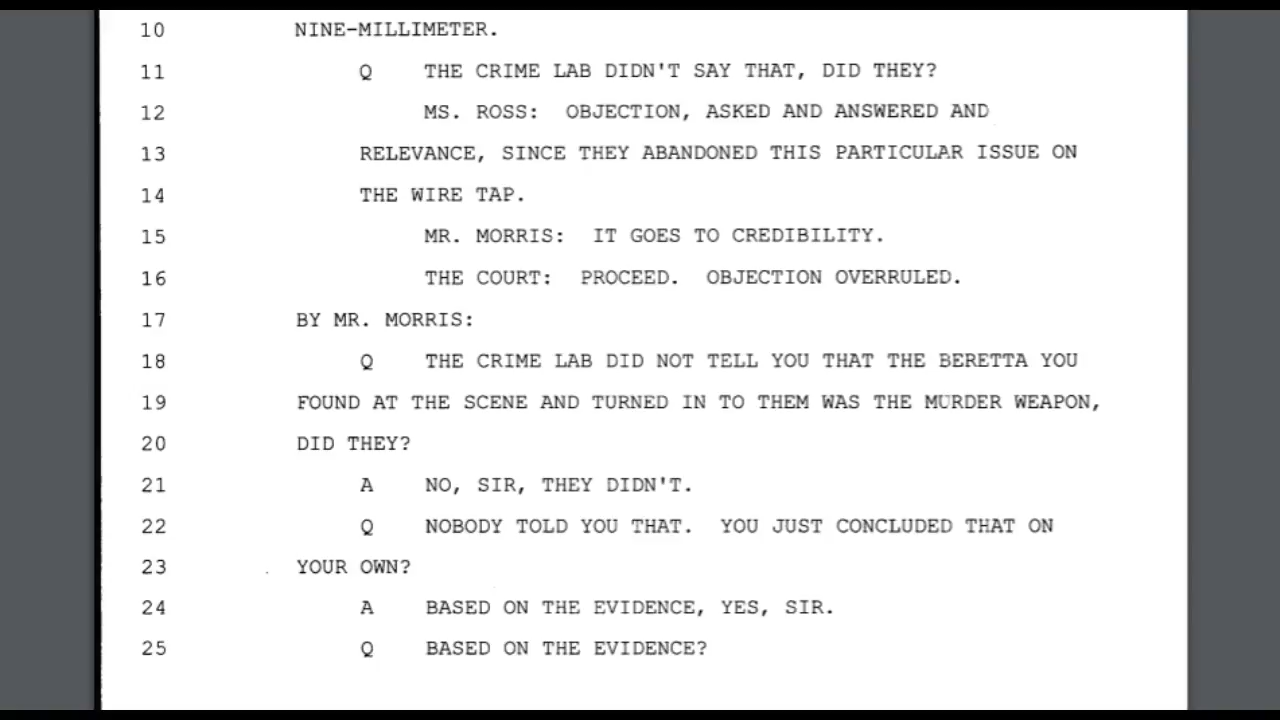 10 NINE-MILLIMETER.
11 Q THE CRIME LAB DIDN'T SAY THAT, DID THEY?
12 MS. ROSS: OBJECTION, ASKED AND ANSWERED AND
13 RELEVANCE, SINCE THEY ABANDONED THIS PARTICULAR ISSUE ON
14 THE WIRE TAP.
15 MR. MORRIS: IT GOES TO CREDIBILITY.
16 THE COURT: PROCEED. OBJECTION OVERRULED.
17 BY MR. MORRIS:
18 Q THE CRIME LAB DID NOT TELL YOU THAT THE BERETTA YOU
19 FOUND AT THE SCENE AND TURNED IN TO THEM WAS THE MURDER WEAPON,
20 DID THEY?
21 A NO, SIR, THEY DIDN'T.
22 Q NOBODY TOLD YOU THAT. YOU JUST CONCLUDED THAT ON
23 YOUR OWN?
24 A BASED ON THE EVIDENCE, YES, SIR.
25 Q BASED ON THE EVIDENCE?